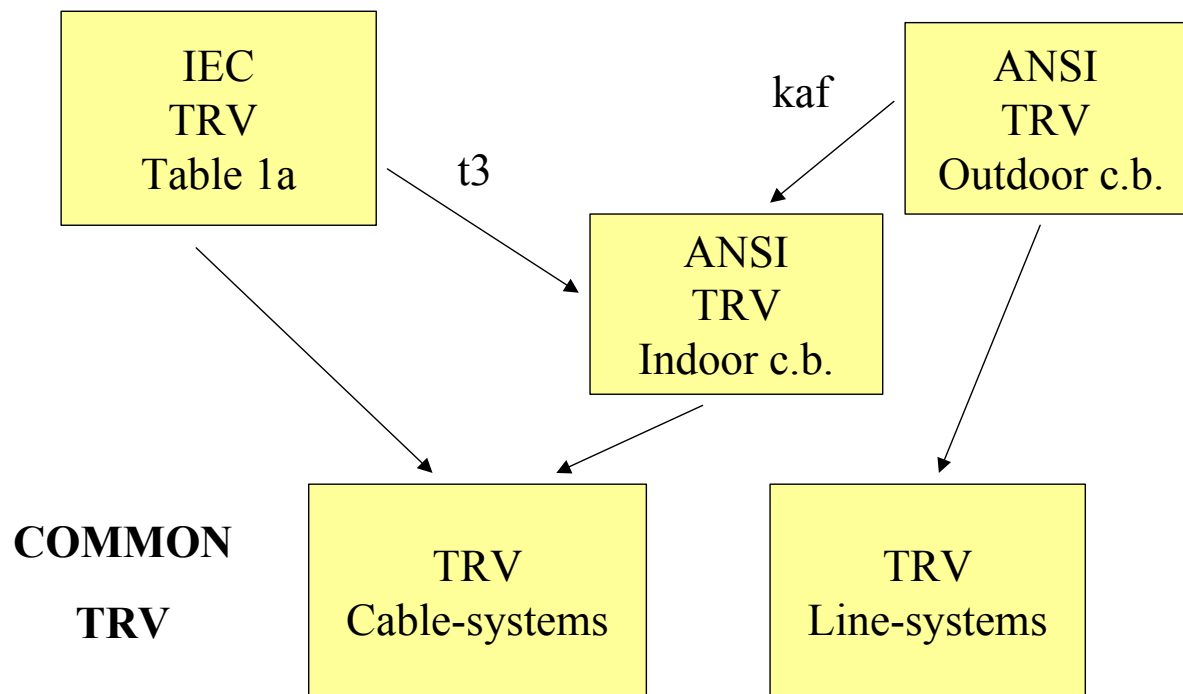 IEC
TRV
Table 1a
t3
kaf
ANSI
TRV
Outdoor c.b.
ANSI
TRV
Indoor c.b.
COMMON
TRV
TRV
Cable-systems
TRV
Line-systems